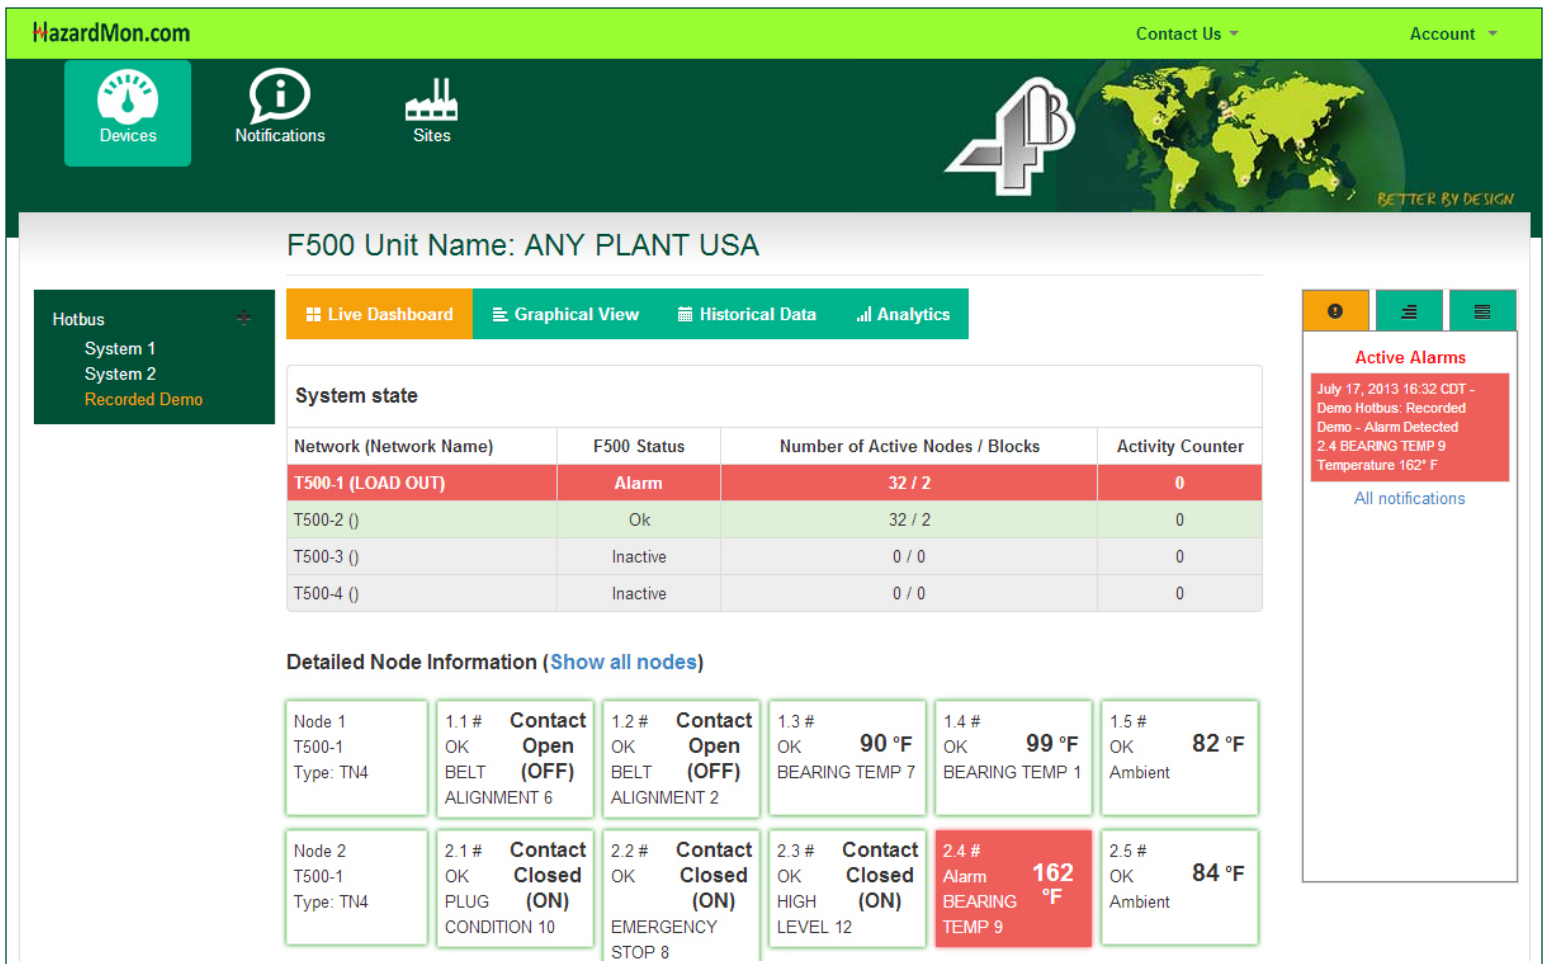 HazardMon.com
Contact Us
Account
Devices
Notifications
Sites
4B
BETTER BY DESIGN
F500 Unit Name: ANY PLANT USA
Hotbus
System 1
System 2
Recorded Demo
Live Dashboard
Graphical View
Historical Data
Analytics
System state
Network (Network Name) F500 Status Number of Active Nodes / Blocks Activity Counter
T500-1 (LOAD OUT) Alarm 32 / 2 0
T500-2 () Ok 32 / 2 0
T500-3 () Inactive 0 / 0 0
T500-4 () Inactive 0 / 0 0
Active Alarms
July 17, 2013 16:32 CDT -
Demo Hotbus: Recorded
Demo - Alarm Detected
2.4 BEARING TEMP 9
Temperature 162° F
All notifications
Detailed Node Information (Show all nodes)
Node 1
T500-1
Type: TN4
1.1 # Contact
OK Open
BELT (OFF)
ALIGNMENT 6
1.2 # Contact
OK Open
BELT (OFF)
ALIGNMENT 2
1.3 #
OK 90 °F
BEARING TEMP 7
1.4 #
OK 99 °F
BEARING TEMP 1
1.5 #
OK 82 °F
Ambient
Node 2
T500-1
Type: TN4
2.1 # Contact
OK Closed
PLUG (ON)
CONDITION 10
2.2 # Contact
OK Closed
(ON)
EMERGENCY
STOP 8
2.3 # Contact
OK Closed
HIGH (ON)
LEVEL 12
2.4 #
Alarm 162
BEARING °F
TEMP 9
2.5 #
OK 84 °F
Ambient